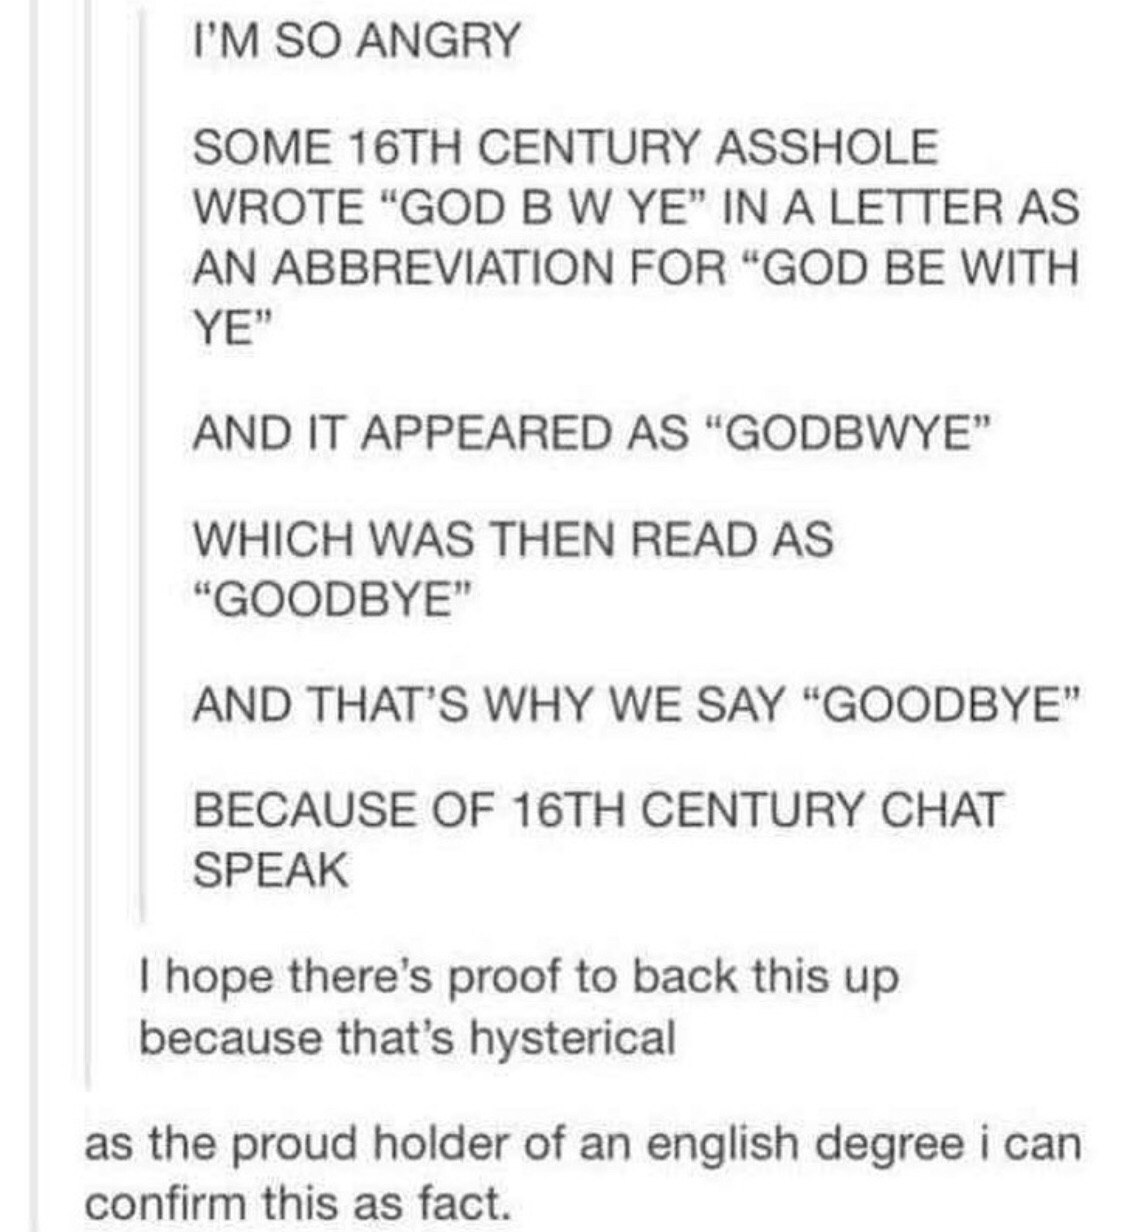 I'M SO ANGRY
SOME 16TH CENTURY ASSHOLE
WROTE “GOD B W YE” IN A LETTER AS
AN ABBREVIATION FOR “GOD BE WITH
YE”
AND IT APPEARED AS “GODBWYE”
WHICH WAS THEN READ AS
“GOODBYE”
AND THAT'S WHY WE SAY “GOODBYE”
BECAUSE OF 16TH CENTURY CHAT
SPEAK
I hope there's proof to back this up
because that's hysterical
as the proud holder of an english degree i can
confirm this as fact.